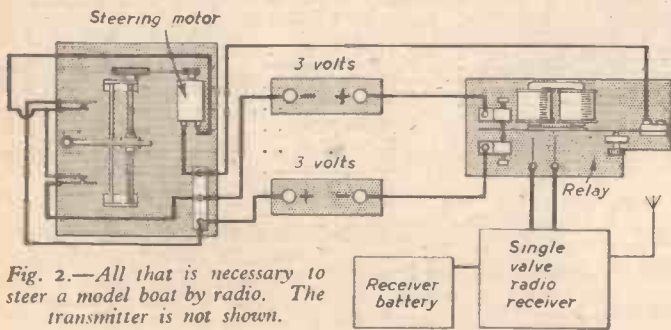 Steering motor
3 volts
− +
3 volts
+ −
Relay
Single
valve
radio
receiver
Receiver
battery
Fig. 2.—All that is necessary to
steer a model boat by radio. The
transmitter is not shown.